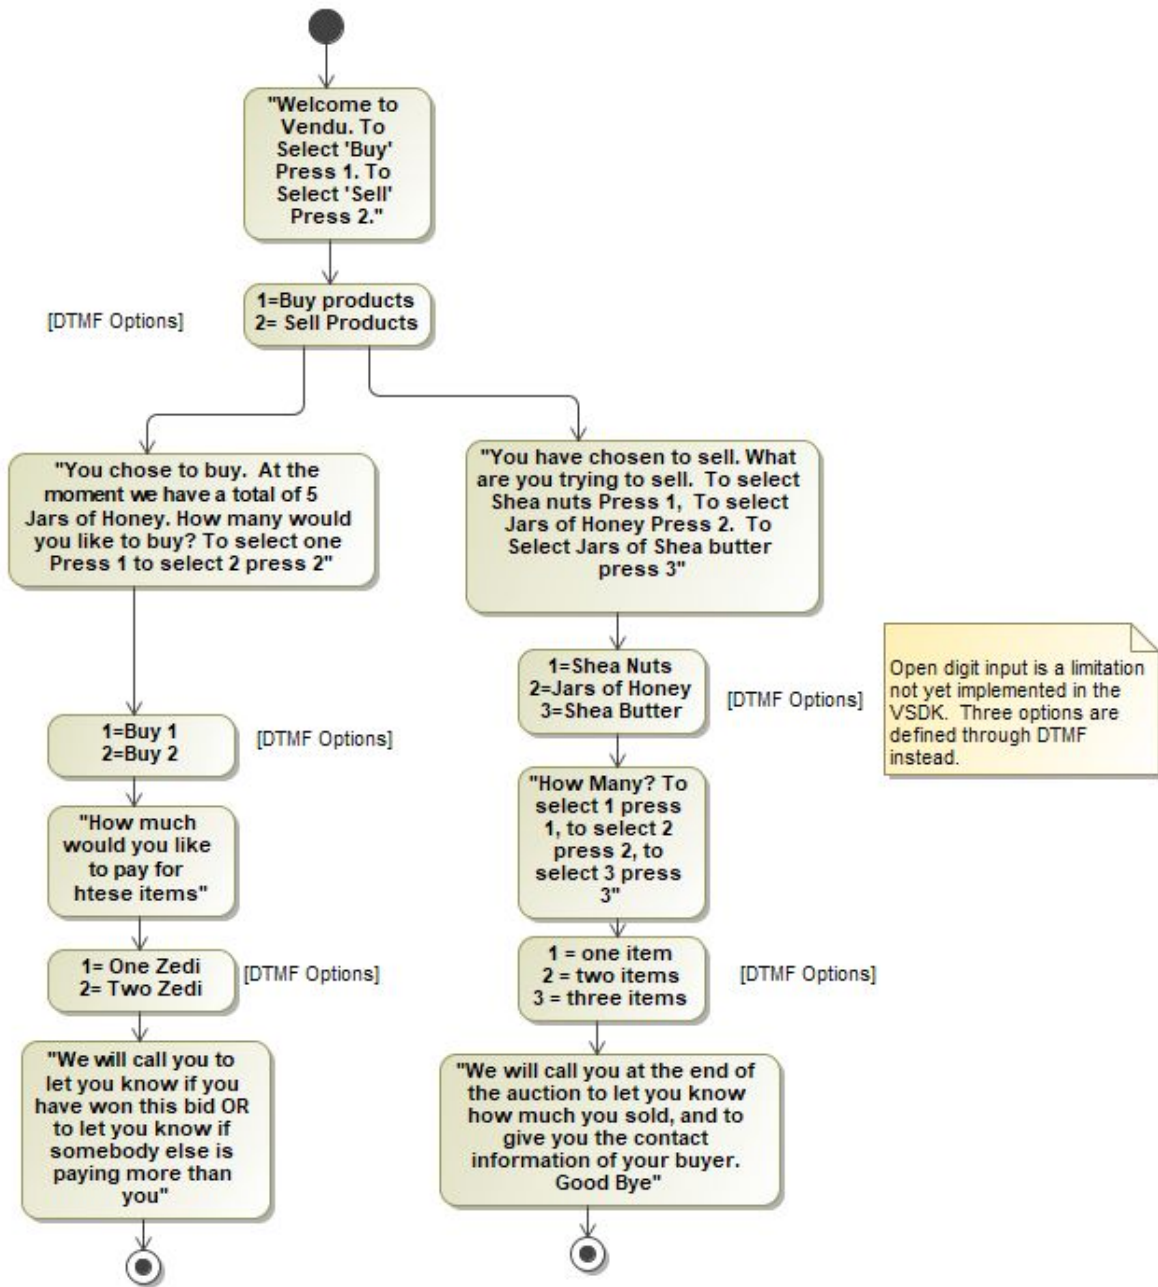 "Welcome to
Vendu. To
Select 'Buy'
Press 1. To
Select 'Sell'
Press 2."
[DTMF Options]
1=Buy products
2= Sell Products
"You chose to buy.  At the
moment we have a total of 5
Jars of Honey. How many would
you like to buy? To select one
Press 1 to select 2 press 2"
1=Buy 1
2=Buy 2
[DTMF Options]
"How much
would you like
to pay for
htese items"
1= One Zedi
2= Two Zedi
[DTMF Options]
"We will call you to
let you know if you
have won this bid OR
to let you know if
somebody else is
paying more than
you"
"You have chosen to sell. What
are you trying to sell.  To select
Shea nuts Press 1,  To select
Jars of Honey Press 2.  To
Select Jars of Shea butter
press 3"
1=Shea Nuts
2=Jars of Honey
3=Shea Butter
[DTMF Options]
"How Many? To
select 1 press
1, to select 2
press 2, to
select 3 press
3"
1 = one item
2 = two items
3 = three items
[DTMF Options]
"We will call you at the end of
the auction to let you know
how much you sold, and to
give you the contact
information of your buyer.
Good Bye"
Open digit input is a limitation
not yet implemented in the
VSDK.  Three options are
defined through DTMF
instead.